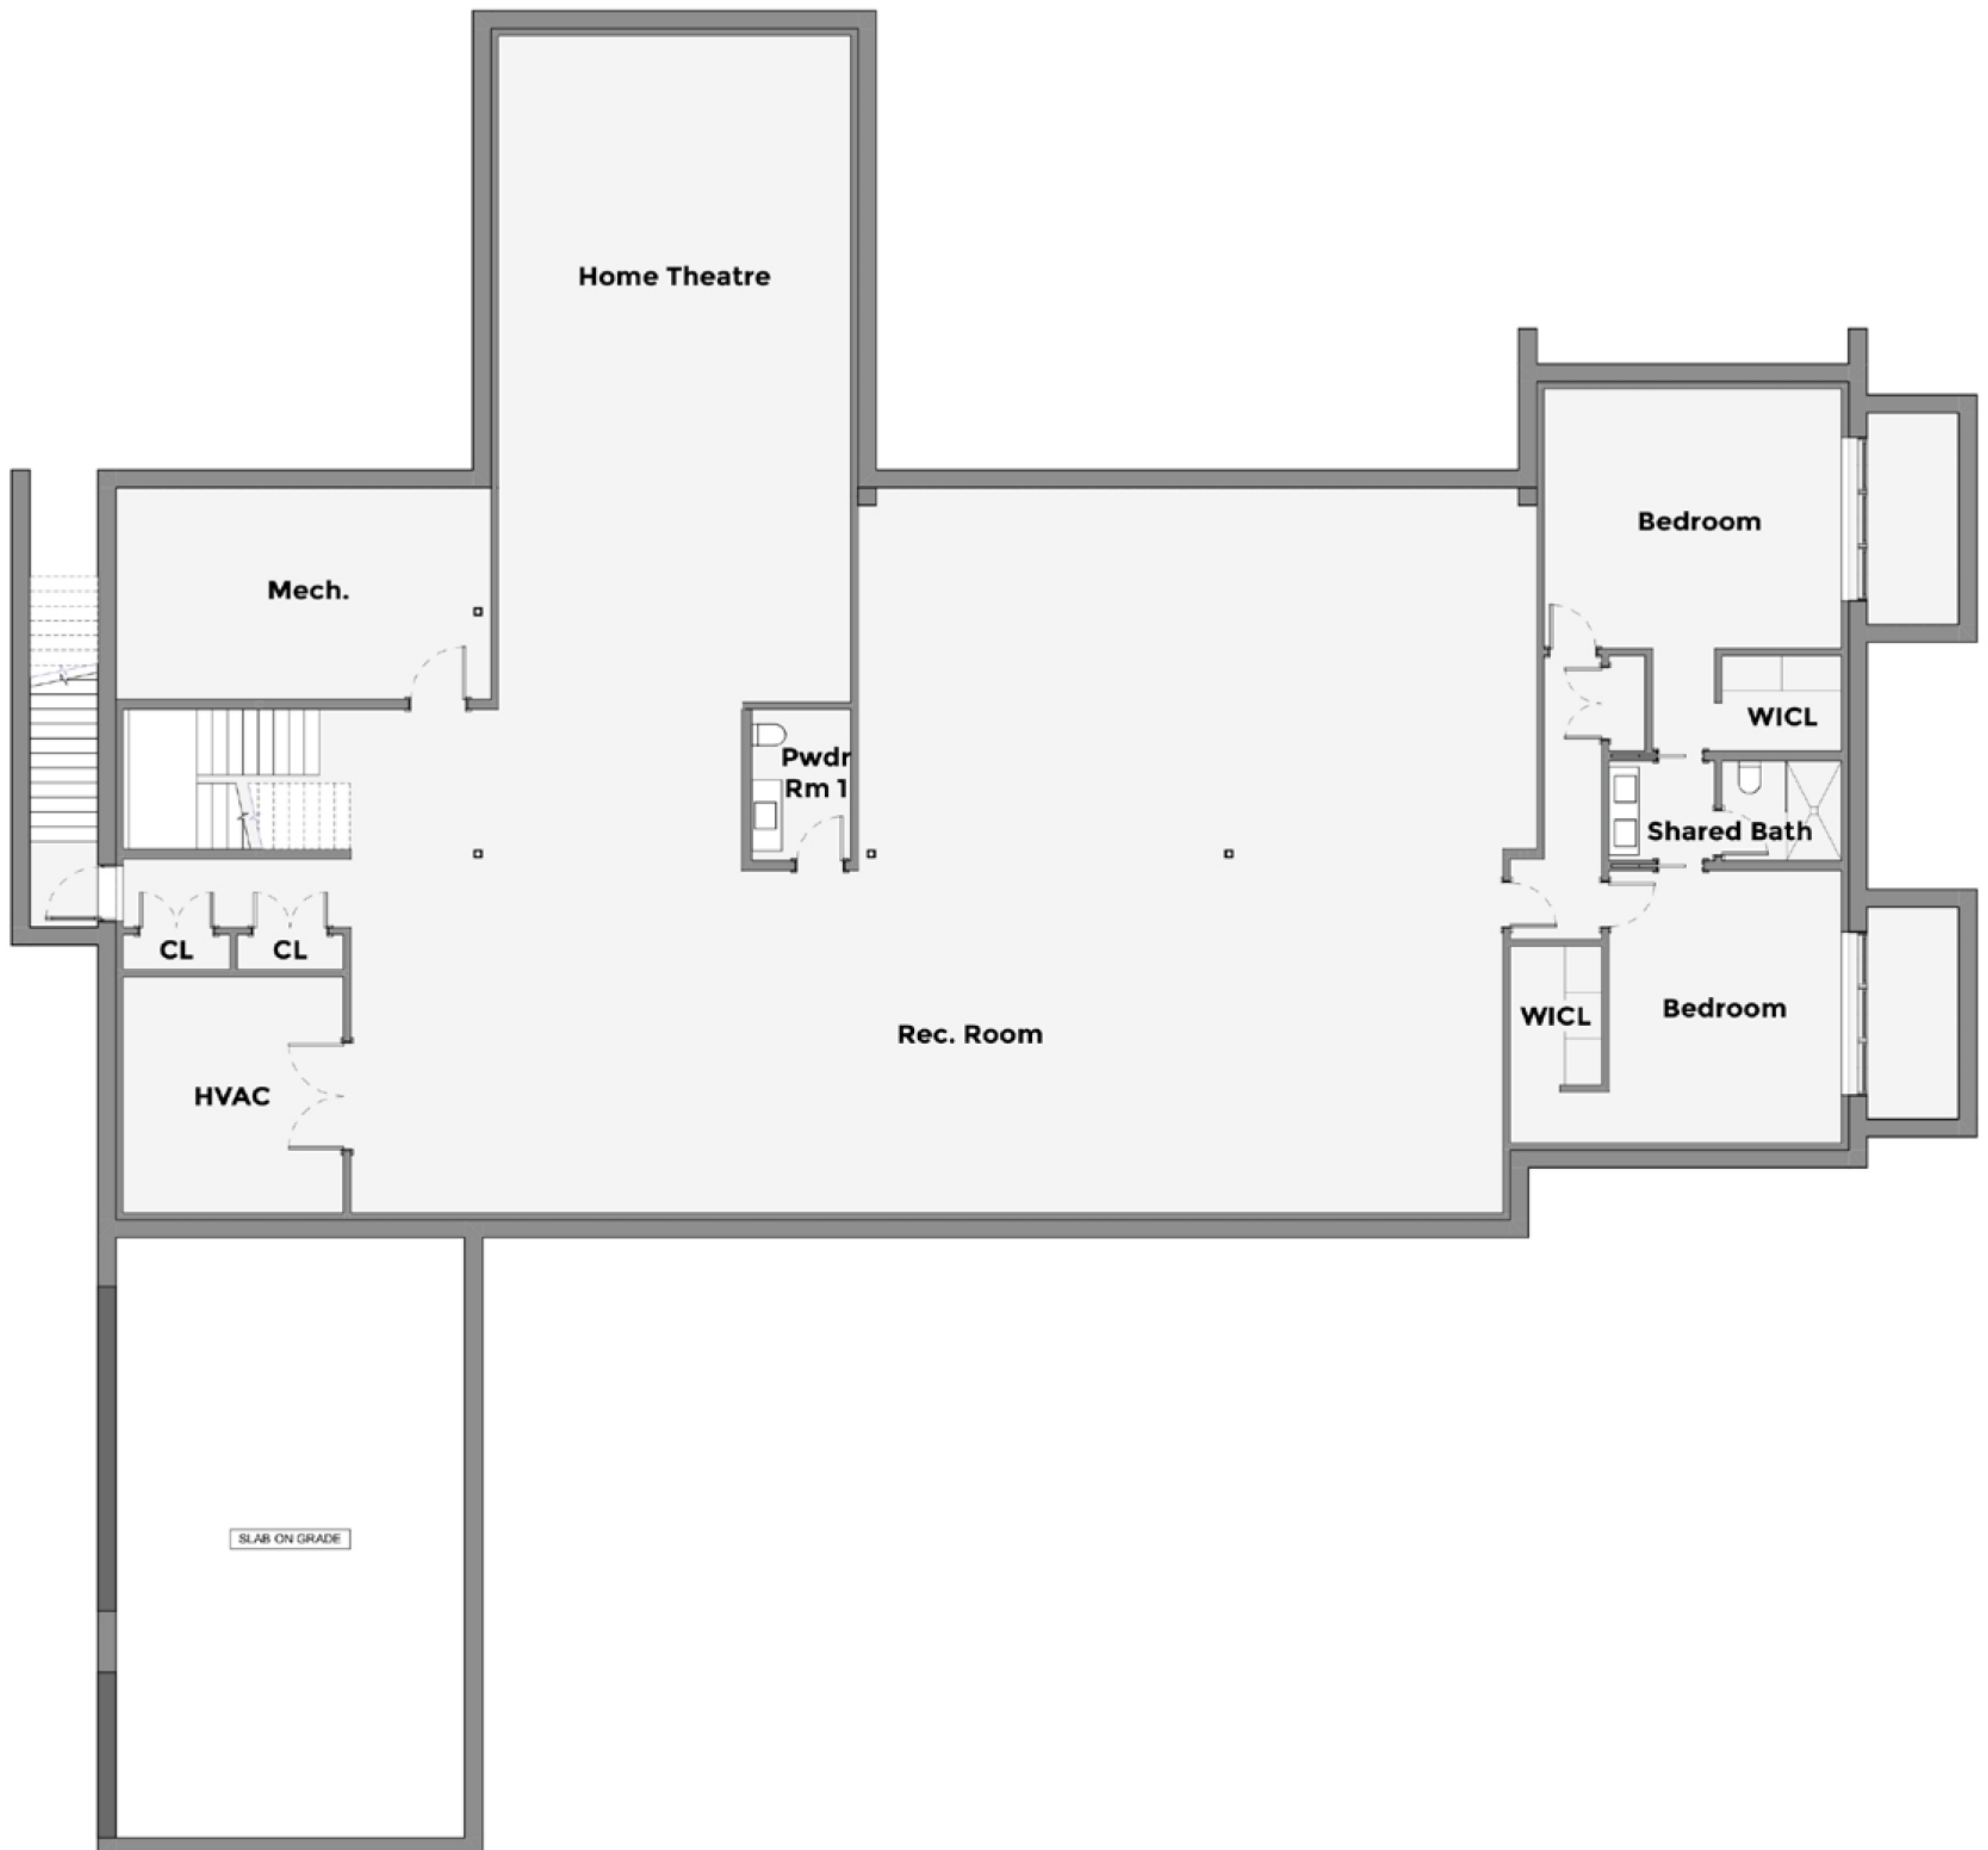 Home Theatre
Bedroom
Mech.
WICL
Pwdr
Rm 1
Shared Bath
CL
CL
WICL
Bedroom
Rec. Room
HVAC
SLAB ON GRADE